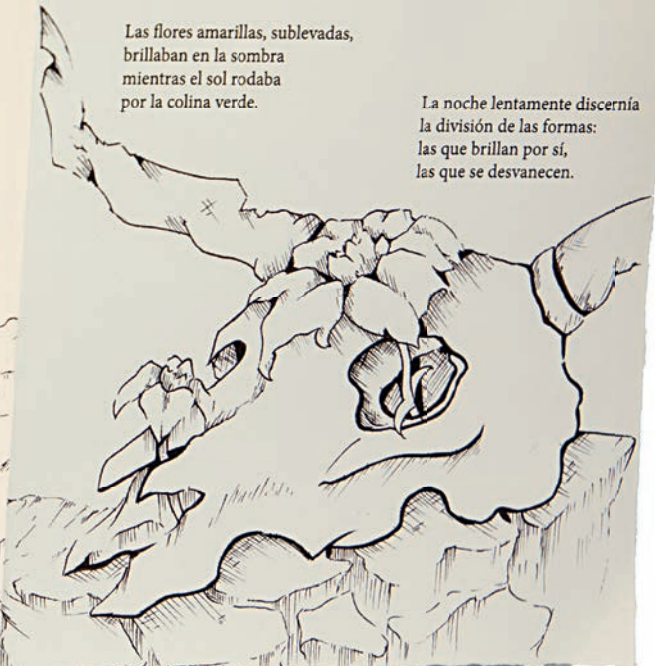 Las flores amarillas, sublevadas,
brillaban en la sombra
mientras el sol rodaba
por la colina verde.
La noche lentamente discernía
la división de las formas:
las que brillan por sí,
las que se desvanecen.